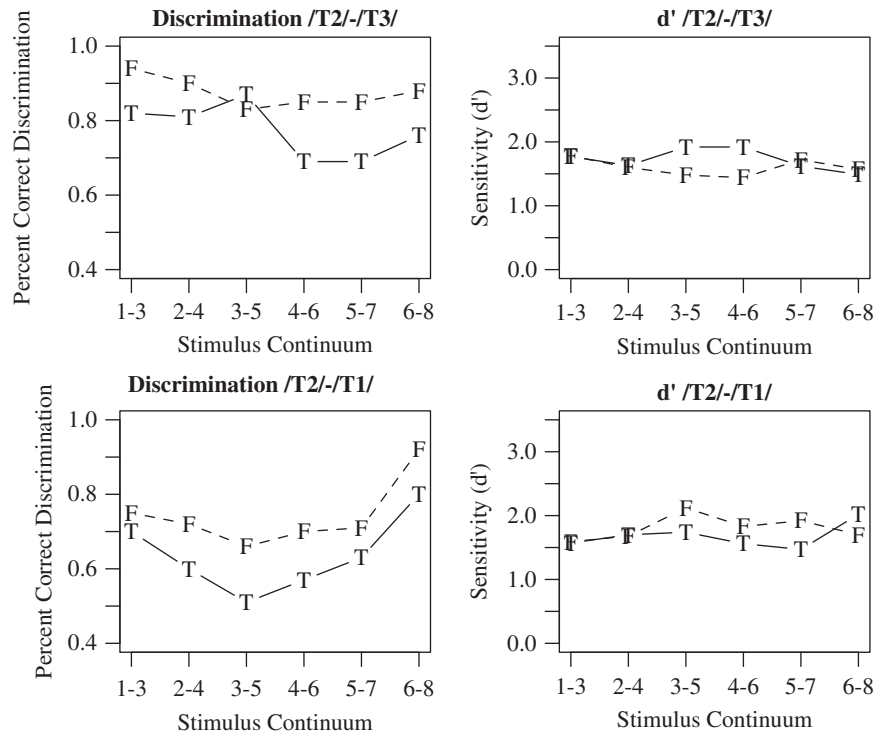 Discrimination /T2/-/T3/
Percent Correct Discrimination
1.0
0.8
0.6
0.4
F F F F F F
T T T T T T
1-3 2-4 3-5 4-6 5-7 6-8
Stimulus Continuum
d' /T2/-/T3/
Sensitivity (d')
3.0
2.0
1.0
0.0
F F F F F F
T T T T T T
1-3 2-4 3-5 4-6 5-7 6-8
Stimulus Continuum
Discrimination /T2/-/T1/
Percent Correct Discrimination
1.0
0.8
0.6
0.4
F F F F F F
T T T T T T
1-3 2-4 3-5 4-6 5-7 6-8
Stimulus Continuum
d' /T2/-/T1/
Sensitivity (d')
3.0
2.0
1.0
0.0
F F F F F F
T T T T T T
1-3 2-4 3-5 4-6 5-7 6-8
Stimulus Continuum